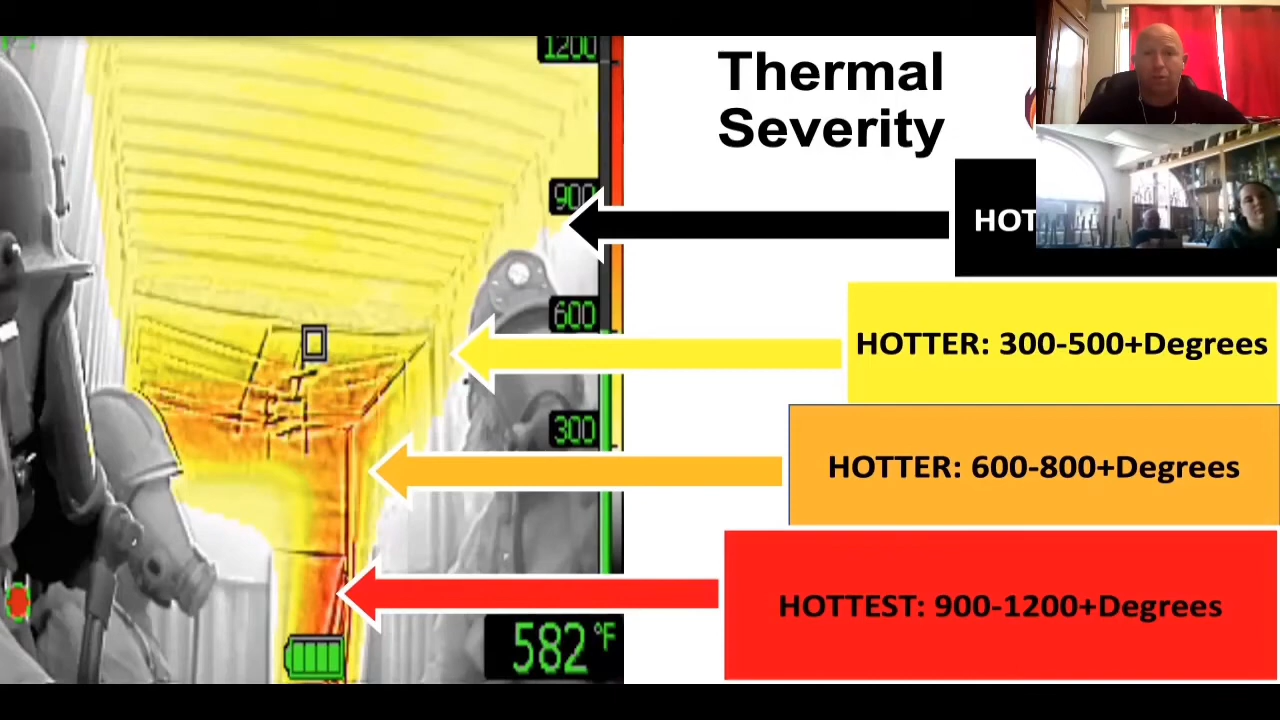 1200
Thermal
Severity
900
HOT
600
HOTTER: 300-500+Degrees
300
HOTTER: 600-800+Degrees
HOTTEST: 900-1200+Degrees
582 °F